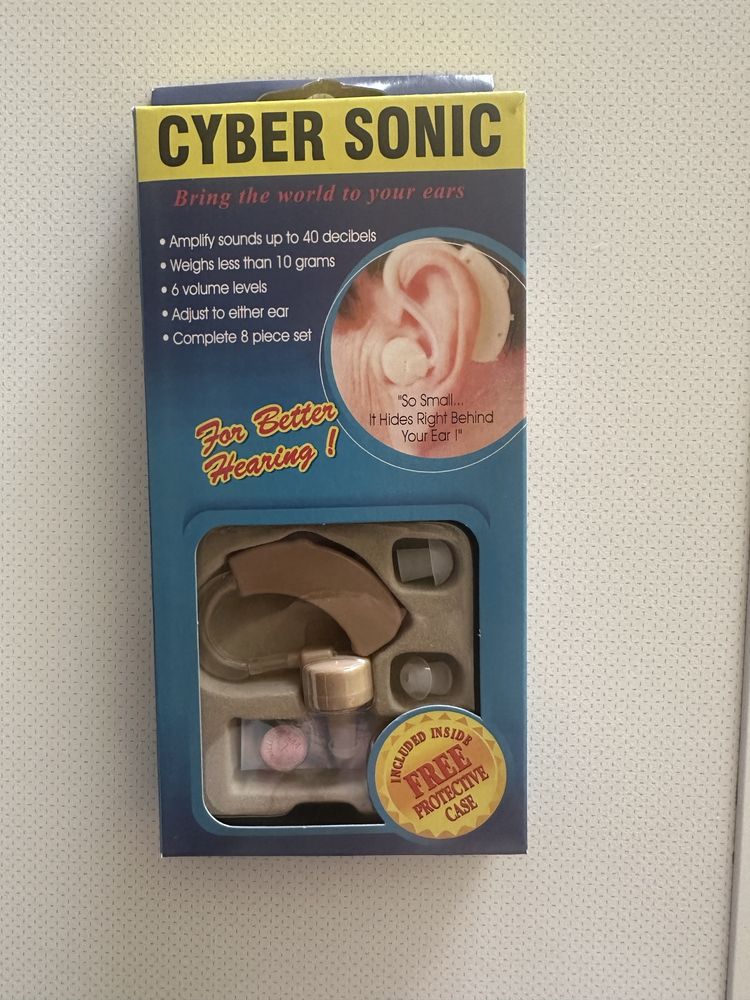 CYBER SONIC
Bring the world to your ears
• Amplify sounds up to 40 decibels
• Weighs less than 10 grams
• 6 volume levels
• Adjust to either ear
• Complete 8 piece set
"So Small...
It Hides Right Behind
Your Ear !"
For Better
Hearing !
INCLUDED INSIDE
FREE
PROTECTIVE
CASE